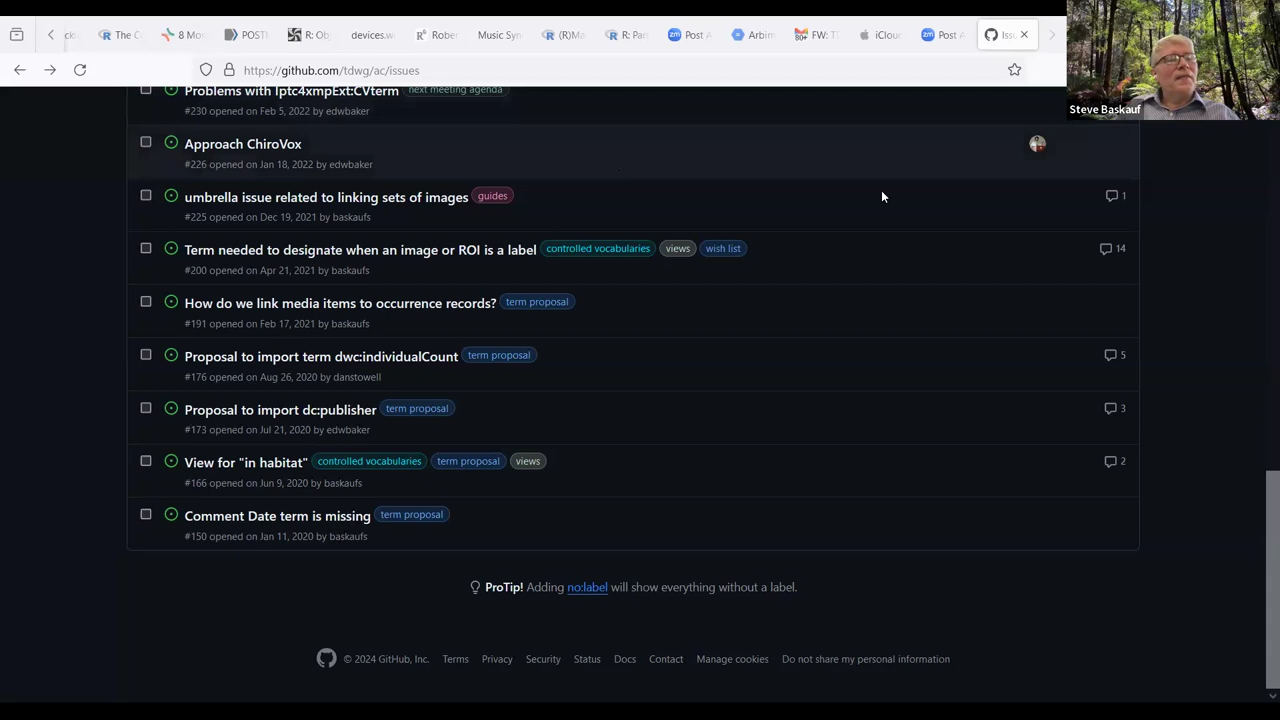 The C
8 Mo
POST
R: Ob
devices.w
Rober
Music Syn
(R)Ma
R: Par
Post A
Arbim
FW: T
iCloud
Post A
Iss
https://github.com/tdwg/ac/issues
Steve Baskauf
Problems with Iptc4xmpExt:CVterm next meeting agenda
#230 opened on Feb 5, 2022 by edwbaker
Approach ChiroVox
#226 opened on Jan 18, 2022 by edwbaker
umbrella issue related to linking sets of images guides 1
#225 opened on Dec 19, 2021 by baskaufs
Term needed to designate when an image or ROI is a label controlled vocabularies views wish list 14
#200 opened on Apr 21, 2021 by baskaufs
How do we link media items to occurrence records? term proposal
#191 opened on Feb 17, 2021 by baskaufs
Proposal to import term dwc:individualCount term proposal 5
#176 opened on Aug 26, 2020 by danstowell
Proposal to import dc:publisher term proposal 3
#173 opened on Jul 21, 2020 by edwbaker
View for "in habitat" controlled vocabularies term proposal views 2
#166 opened on Jun 9, 2020 by baskaufs
Comment Date term is missing term proposal
#150 opened on Jan 11, 2020 by baskaufs
ProTip! Adding no:label will show everything without a label.
© 2024 GitHub, Inc. Terms Privacy Security Status Docs Contact Manage cookies Do not share my personal information